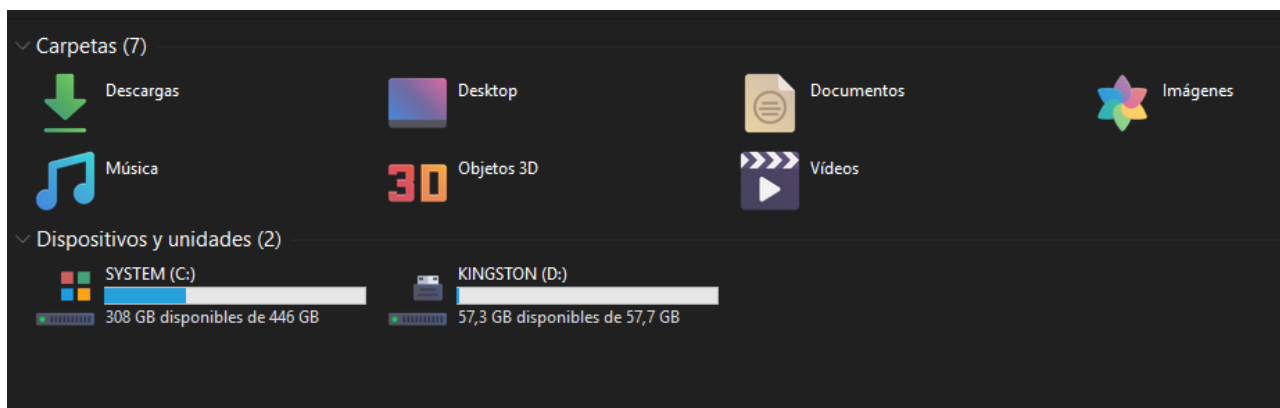 Carpetas (7)
Descargas
Desktop
Documentos
Imágenes
Música
3D
Objetos 3D
Vídeos
Dispositivos y unidades (2)
SYSTEM (C:)
308 GB disponibles de 446 GB
KINGSTON (D:)
57,3 GB disponibles de 57,7 GB